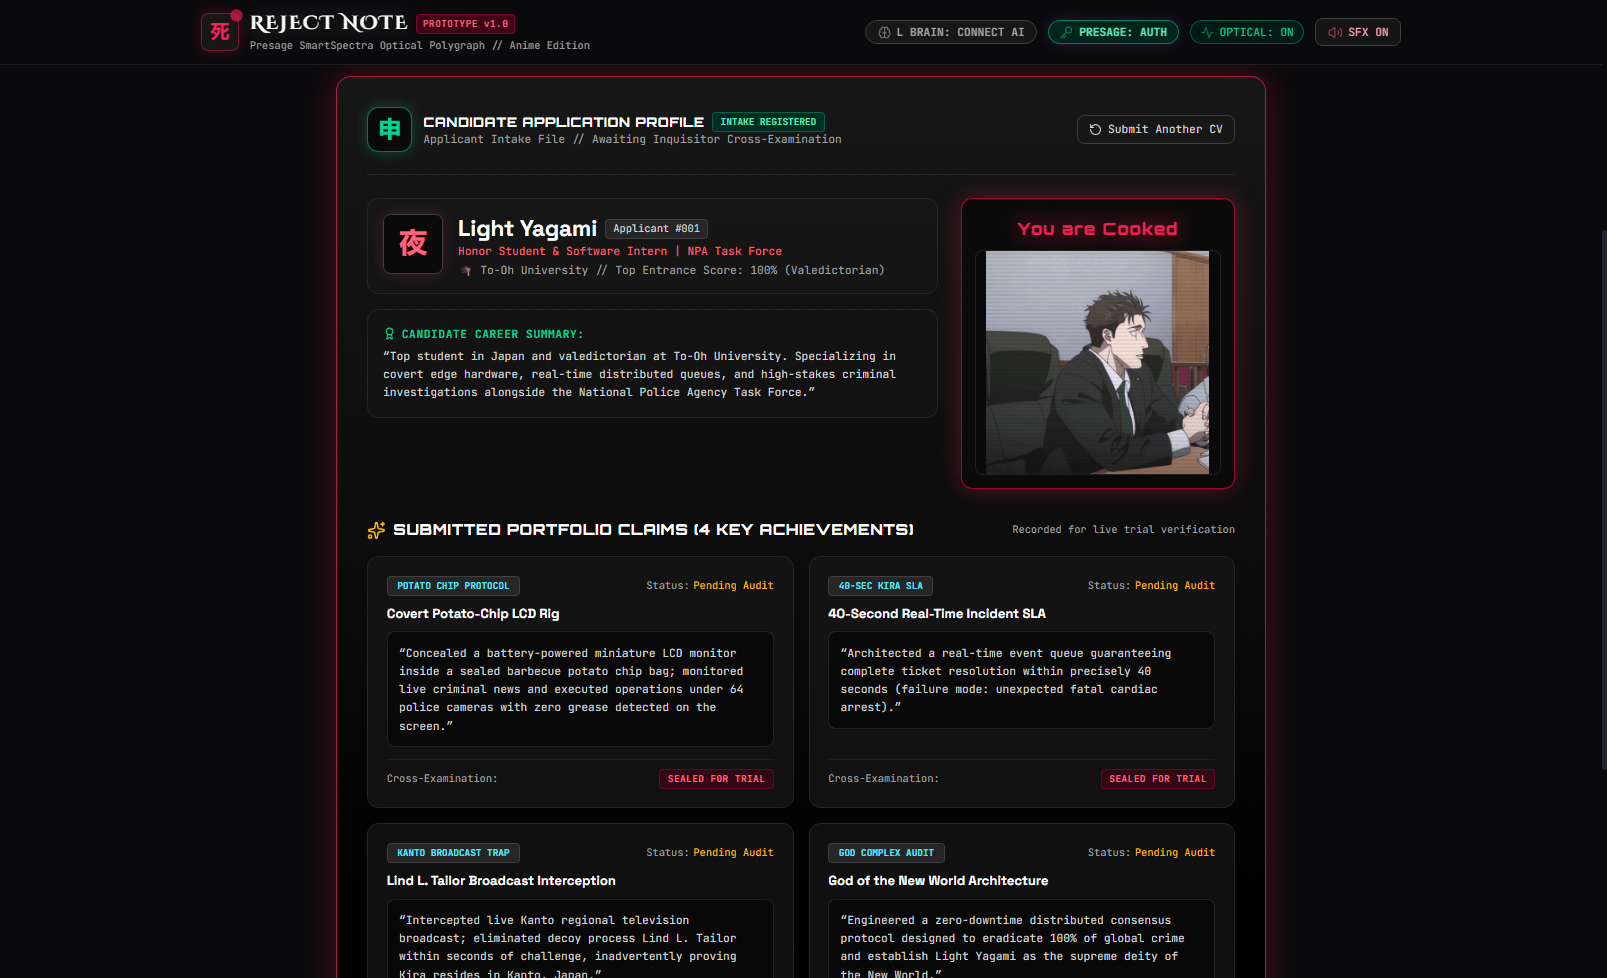 死
REJECT NOTE
PROTOTYPE v1.0
Presage SmartSpectra Optical Polygraph // Anime Edition
L BRAIN: CONNECT AI
PRESAGE: AUTH
OPTICAL: ON
SFX ON
申
CANDIDATE APPLICATION PROFILE
INTAKE REGISTERED
Applicant Intake File // Awaiting Inquisitor Cross-Examination
Submit Another CV
夜
Light Yagami
Applicant #001
Honor Student & Software Intern | NPA Task Force
To-Oh University // Top Entrance Score: 100% (Valedictorian)
CANDIDATE CAREER SUMMARY:
“Top student in Japan and valedictorian at To-Oh University. Specializing in
covert edge hardware, real-time distributed queues, and high-stakes criminal
investigations alongside the National Police Agency Task Force.”
You are Cooked
SUBMITTED PORTFOLIO CLAIMS (4 KEY ACHIEVEMENTS)
Recorded for live trial verification
POTATO CHIP PROTOCOL
Status: Pending Audit
Covert Potato-Chip LCD Rig
“Concealed a battery-powered miniature LCD monitor
inside a sealed barbecue potato chip bag; monitored
live criminal news and executed operations under 64
police cameras with zero grease detected on the
screen.”
Cross-Examination:
SEALED FOR TRIAL
40-SEC KIRA SLA
Status: Pending Audit
40-Second Real-Time Incident SLA
“Architected a real-time event queue guaranteeing
complete ticket resolution within precisely 40
seconds (failure mode: unexpected fatal cardiac
arrest).”
Cross-Examination:
SEALED FOR TRIAL
KANTO BROADCAST TRAP
Status: Pending Audit
Lind L. Tailor Broadcast Interception
“Intercepted live Kanto regional television
broadcast; eliminated decoy process Lind L. Tailor
within seconds of challenge, inadvertently proving
Kira resides in Kanto, Japan.”
GOD COMPLEX AUDIT
Status: Pending Audit
God of the New World Architecture
“Engineered a zero-downtime distributed consensus
protocol designed to eradicate 100% of global crime
and establish Light Yagami as the supreme deity of
the New World.”